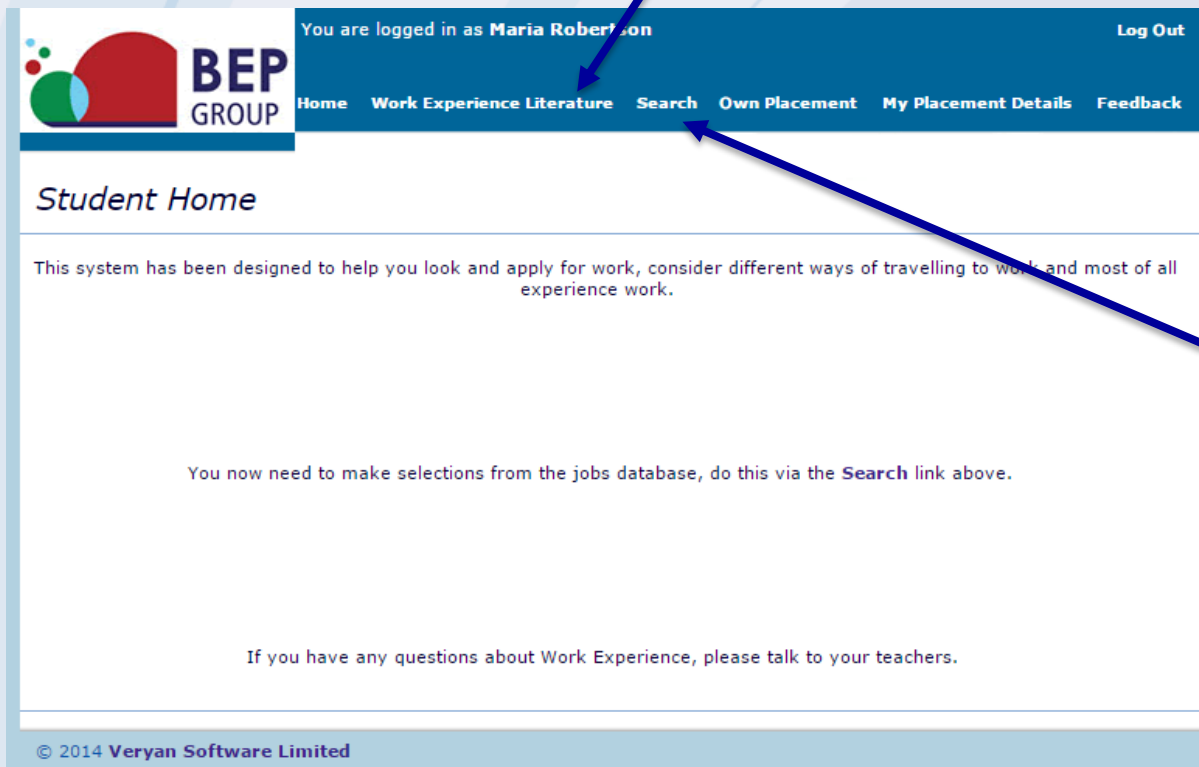 You are logged in as Maria Robertson
Log Out
BEP
GROUP
Home Work Experience Literature Search Own Placement My Placement Details Feedback
Student Home
This system has been designed to help you look and apply for work, consider different ways of travelling to work and most of all
experience work.
You now need to make selections from the jobs database, do this via the Search link above.
If you have any questions about Work Experience, please talk to your teachers.
© 2014 Veryan Software Limited